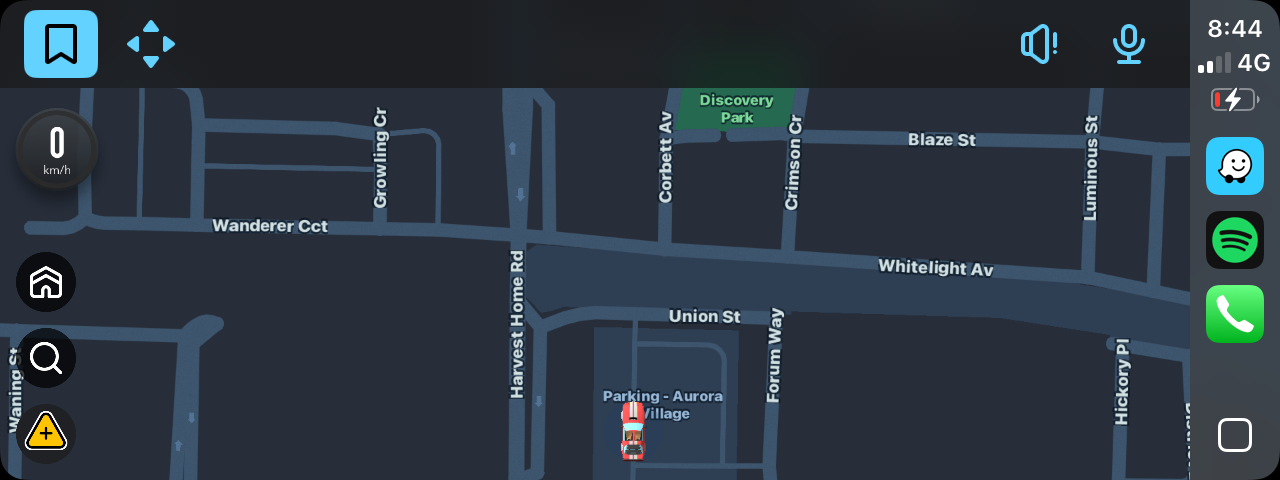 8:44
4G
0
km/h
Discovery
Park
Growling Cr
Corbett Av
Crimson Cr
Blaze St
Luminous St
Wanderer Cct
Whitelight Av
Harvest Home Rd
Union St
Forum Way
Waning St
Hickory Pl
Parking - Aurora
Village